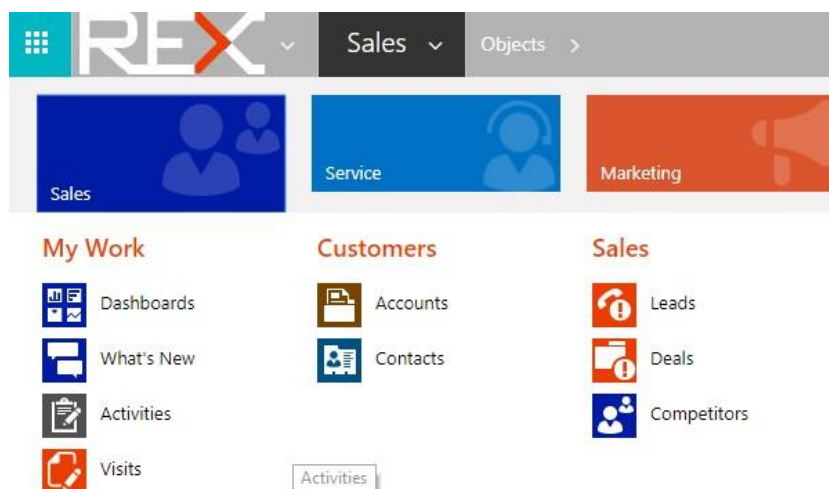 REX Sales Objects
Sales Service Marketing
My Work Customers Sales
Dashboards Accounts Leads
What's New Contacts Deals
Activities Competitors
Visits Activities